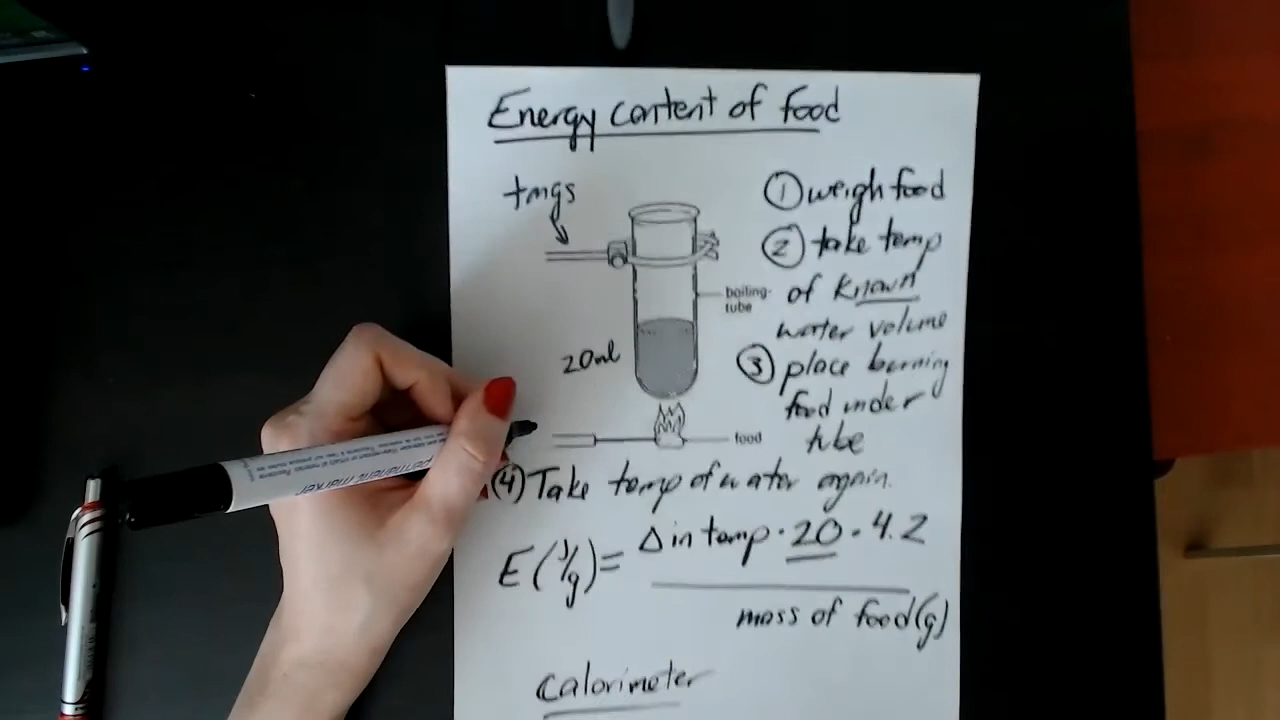 Energy content of food
tongs
① weigh food
② take temp
of known
water volume
boiling-
tube
20ml
③ place burning
food under
tube
food
④ Take temp of water again.
E (J/g) = Δ in temp · 20 · 4.2
mass of food (g)
calorimeter
permanent marker